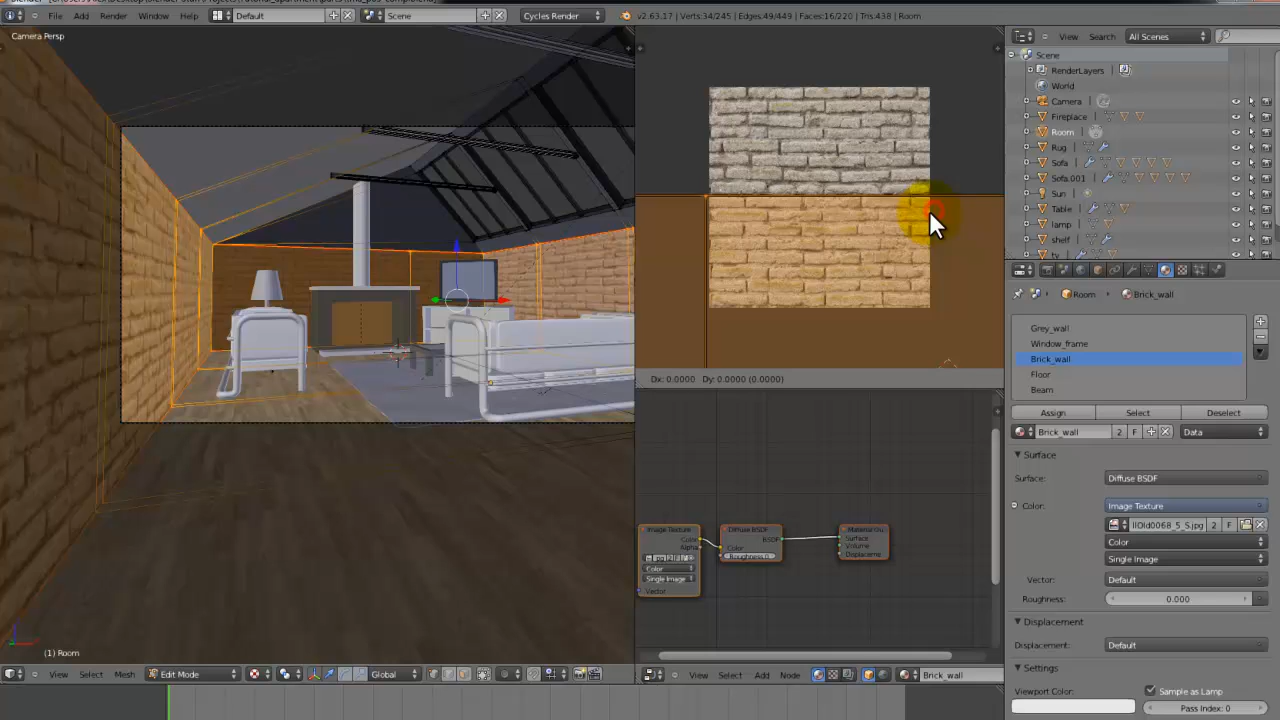 File Add Render Window Help Default Scene Cycles Render v2.63.17 | Verts:34/245 | Edges:49/449 | Faces:16/220 | Tris:438 | Room
Camera Persp
View Search All Scenes
Scene
RenderLayers
World
Camera
Fireplace
Room
Rug
Sofa
Sofa.001
Sun
Table
lamp
shelf
tv
Room Brick_wall
Grey_wall
Window_frame
Brick_wall
Floor
Beam
Dx: 0.0000 Dy: 0.0000 (0.0000)
Assign Select Deselect
Brick_wall 2 F Data
Surface
Surface: Diffuse BSDF
Color: Image Texture
llOld0068_5_S.jpg 2 F
Color
Single Image
Vector: Default
Roughness: 0.000
Displacement
Displacement: Default
Settings
Viewport Color: Sample as Lamp
Pass Index: 0
Image Texture
Color
Alpha
Color
Single Image
Vector
Diffuse BSDF
BSDF
Color
Roughness:0
Material Ou
Surface
Volume
Displaceme
(1) Room
View Select Mesh Edit Mode Global
View Select Add Node Brick_wall